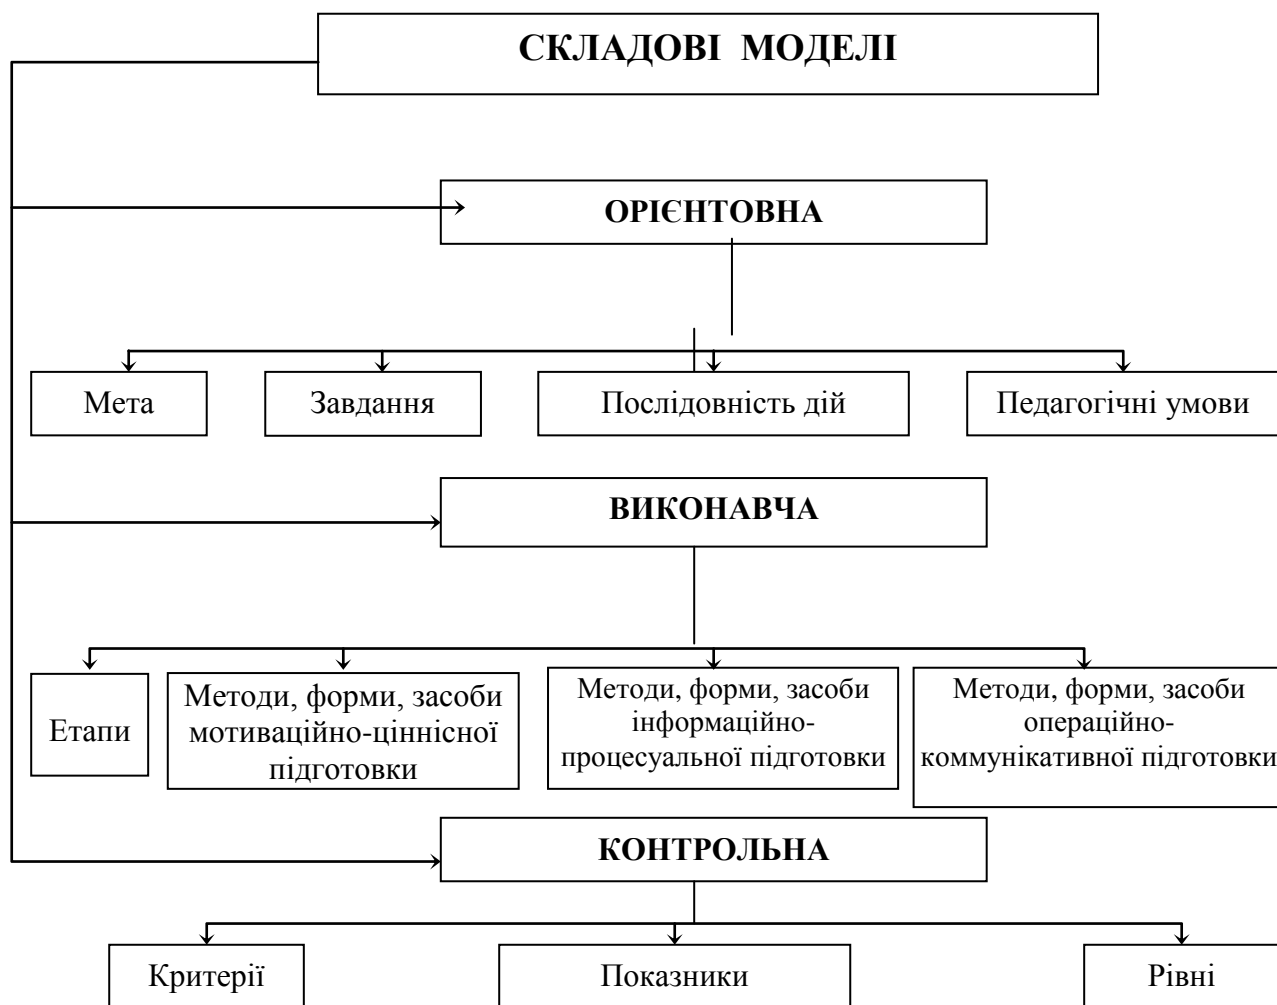 СКЛАДОВІ МОДЕЛІ
ОРІЄНТОВНА
Мета
Завдання
Послідовність дій
Педагогічні умови
ВИКОНАВЧА
Етапи
Методи, форми, засоби
мотиваційно-ціннісної
підготовки
Методи, форми, засоби
інформаційно-
процесуальної підготовки
Методи, форми, засоби
операційно-
коммунікативної підготовки
КОНТРОЛЬНА
Критерії
Показники
Рівні